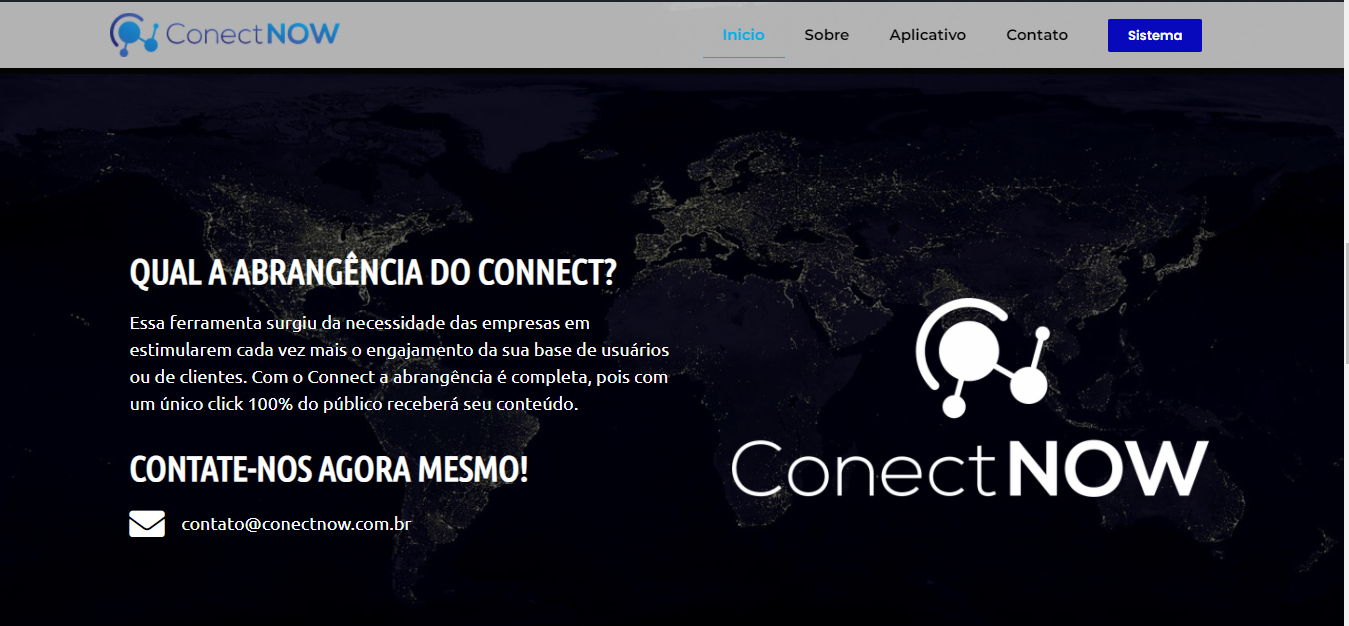 ConectNOW
Inicio
Sobre
Aplicativo
Contato
Sistema
QUAL A ABRANGÊNCIA DO CONNECT?
Essa ferramenta surgiu da necessidade das empresas em
estimularem cada vez mais o engajamento da sua base de usuários
ou de clientes. Com o Connect a abrangência é completa, pois com
um único click 100% do público receberá seu conteúdo.
CONTATE-NOS AGORA MESMO!
contato@conectnow.com.br
ConectNOW